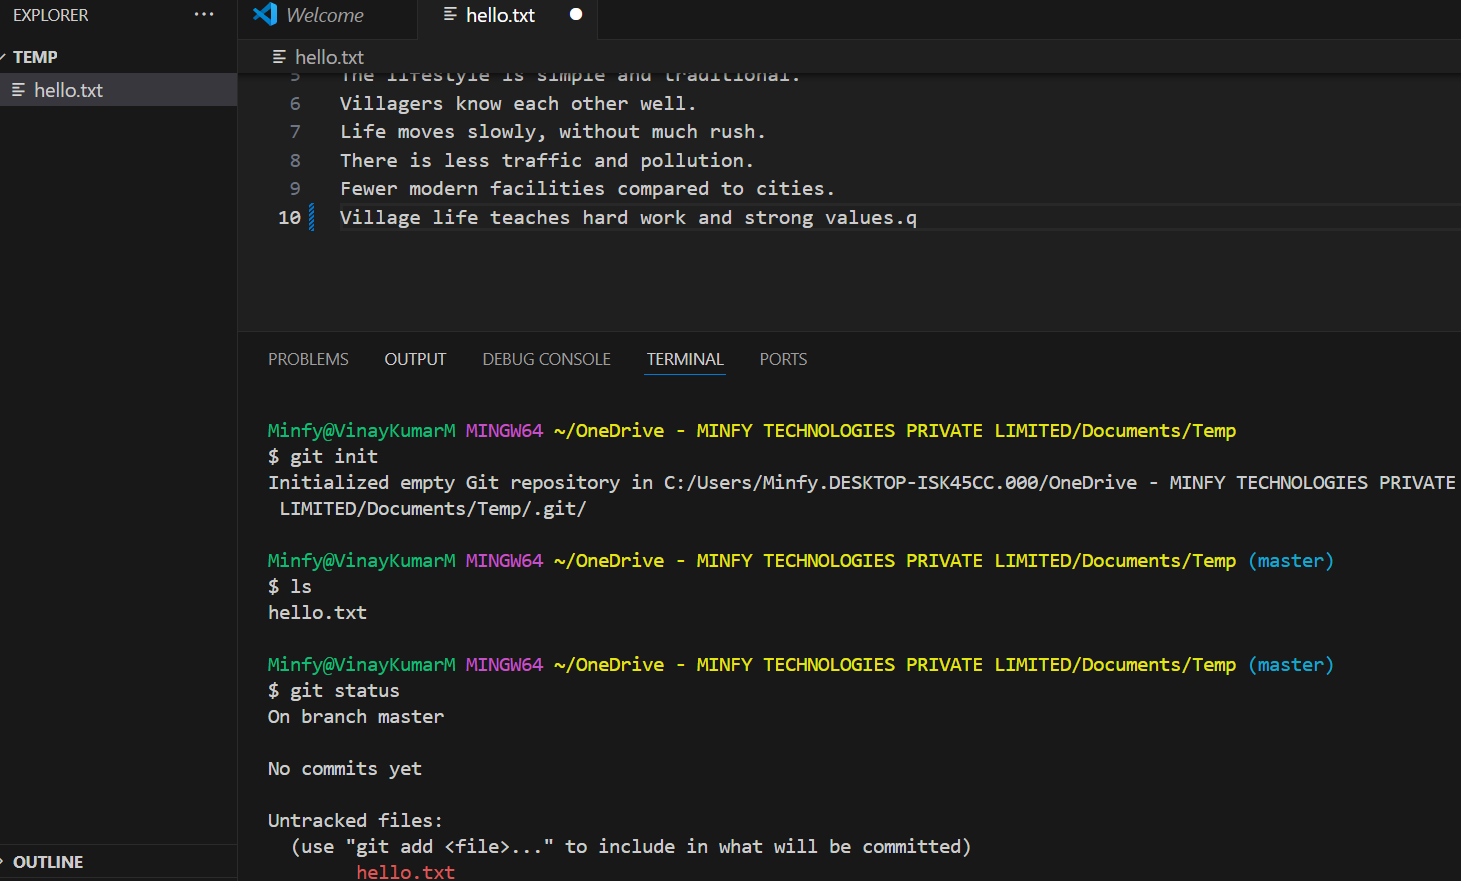 EXPLORER ...
Welcome
hello.txt
TEMP
hello.txt
hello.txt
5 The lifestyle is simple and traditional.
6 Villagers know each other well.
7 Life moves slowly, without much rush.
8 There is less traffic and pollution.
9 Fewer modern facilities compared to cities.
10 Village life teaches hard work and strong values.q
PROBLEMS OUTPUT DEBUG CONSOLE TERMINAL PORTS
Minfy@VinayKumarM MINGW64 ~/OneDrive - MINFY TECHNOLOGIES PRIVATE LIMITED/Documents/Temp
$ git init
Initialized empty Git repository in C:/Users/Minfy.DESKTOP-ISK45CC.000/OneDrive - MINFY TECHNOLOGIES PRIVATE
LIMITED/Documents/Temp/.git/
Minfy@VinayKumarM MINGW64 ~/OneDrive - MINFY TECHNOLOGIES PRIVATE LIMITED/Documents/Temp (master)
$ ls
hello.txt
Minfy@VinayKumarM MINGW64 ~/OneDrive - MINFY TECHNOLOGIES PRIVATE LIMITED/Documents/Temp (master)
$ git status
On branch master
No commits yet
Untracked files:
(use "git add <file>..." to include in what will be committed)
hello.txt
OUTLINE